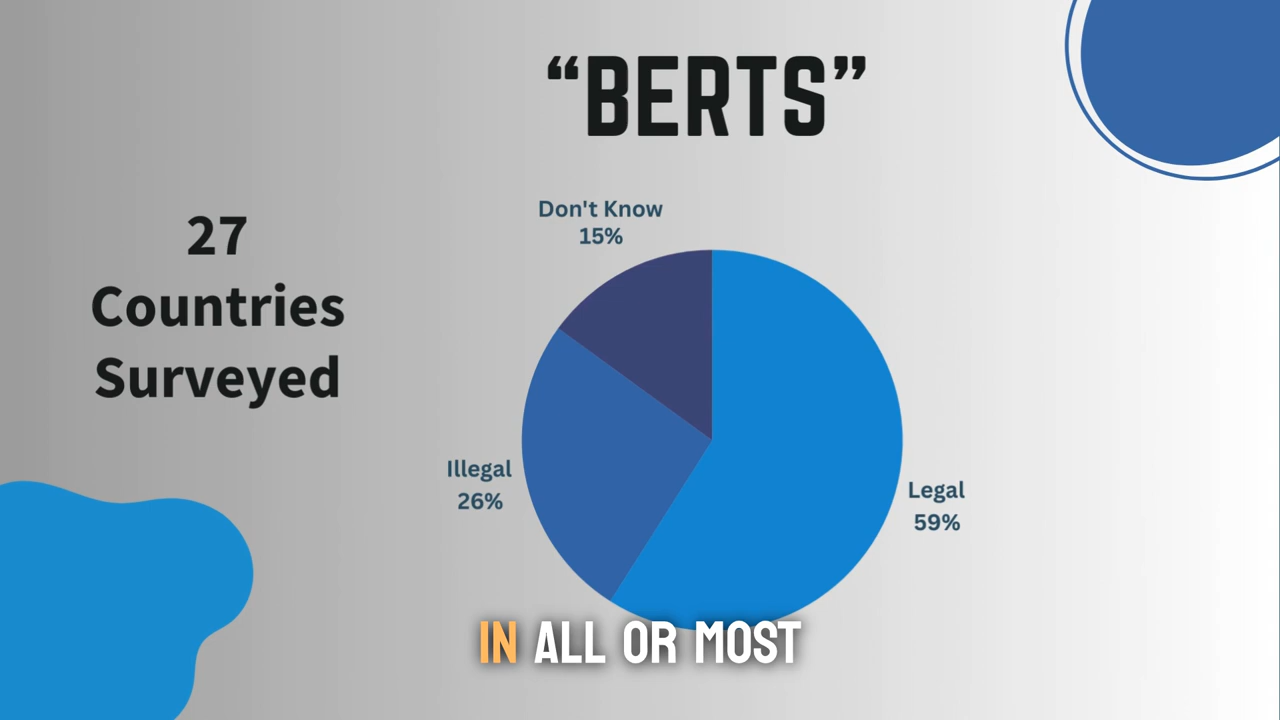 “BERTS”
27
Countries
Surveyed
Don't Know
15%
Illegal
26%
Legal
59%
IN ALL OR MOST